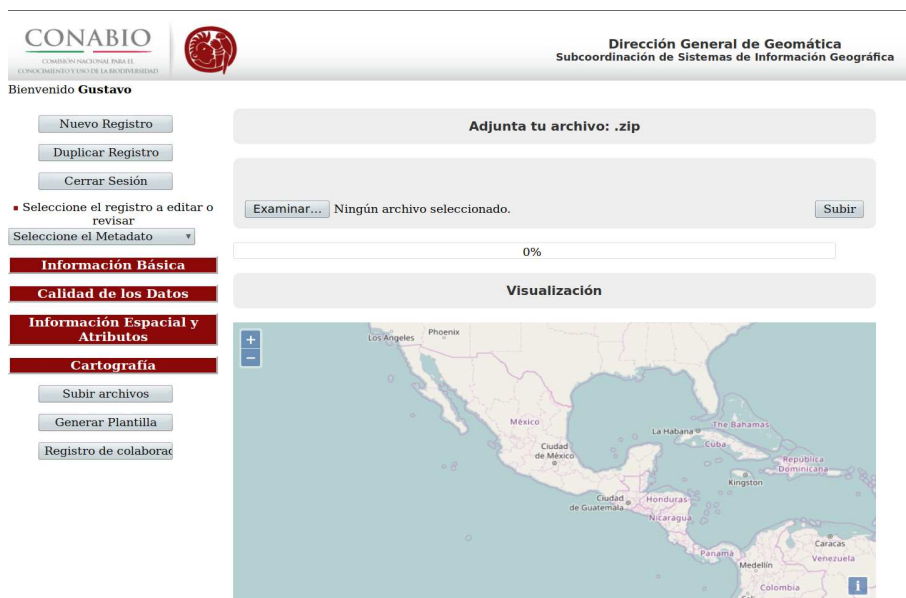 CONABIO
COMISIÓN NACIONAL PARA EL
CONOCIMIENTO Y USO DE LA BIODIVERSIDAD
Dirección General de Geomática
Subcoordinación de Sistemas de Información Geográfica
Bienvenido Gustavo
Nuevo Registro
Duplicar Registro
Cerrar Sesión
Seleccione el registro a editar o
revisar
Seleccione el Metadato
Información Básica
Calidad de los Datos
Información Espacial y
Atributos
Cartografía
Subir archivos
Generar Plantilla
Registro de colaborac
Adjunta tu archivo: .zip
Examinar... Ningún archivo seleccionado.
Subir
0%
Visualización
+
−
Phoenix
Los Angeles
México
Ciudad
de México
La Habana
The Bahamas
Cuba
República
Dominicana
Kingston
Ciudad
de Guatemala
Honduras
Nicaragua
Panamá
Caracas
Venezuela
Medellín
Colombia
Cali
i